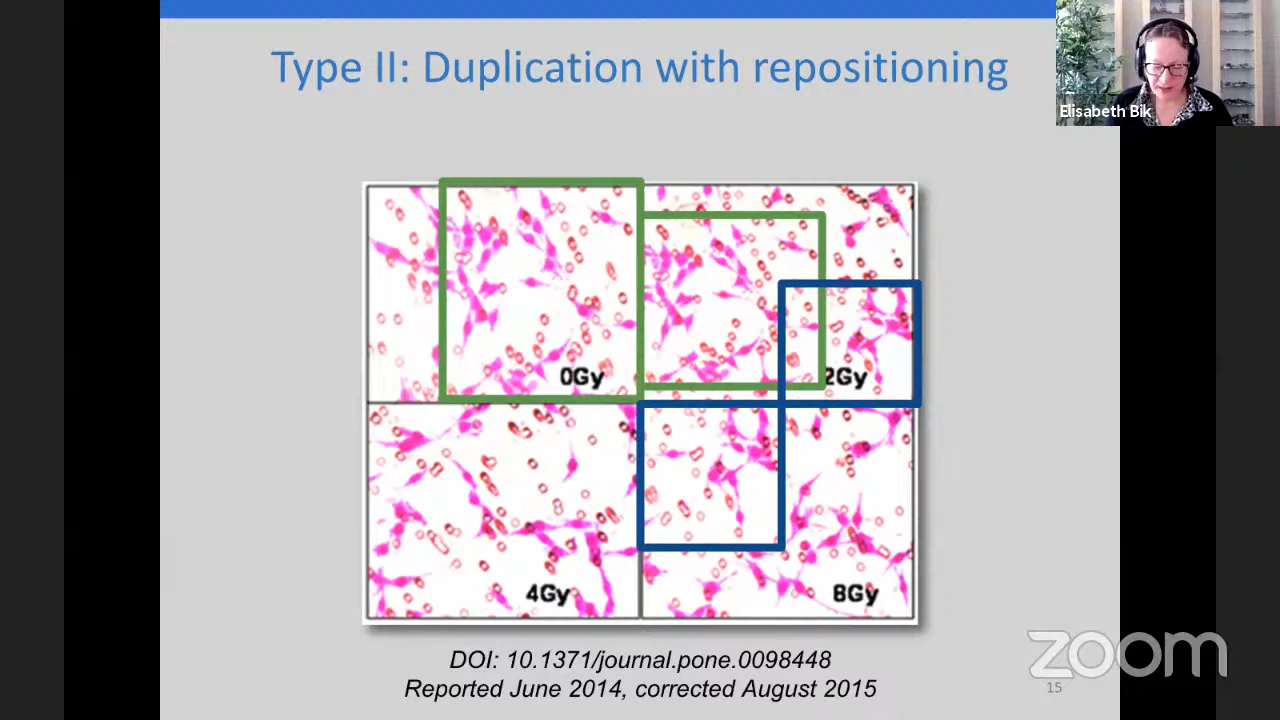 Type II: Duplication with repositioning
Elisabeth Bik
0Gy
2Gy
4Gy
8Gy
DOI: 10.1371/journal.pone.0098448
Reported June 2014, corrected August 2015
zoom
15